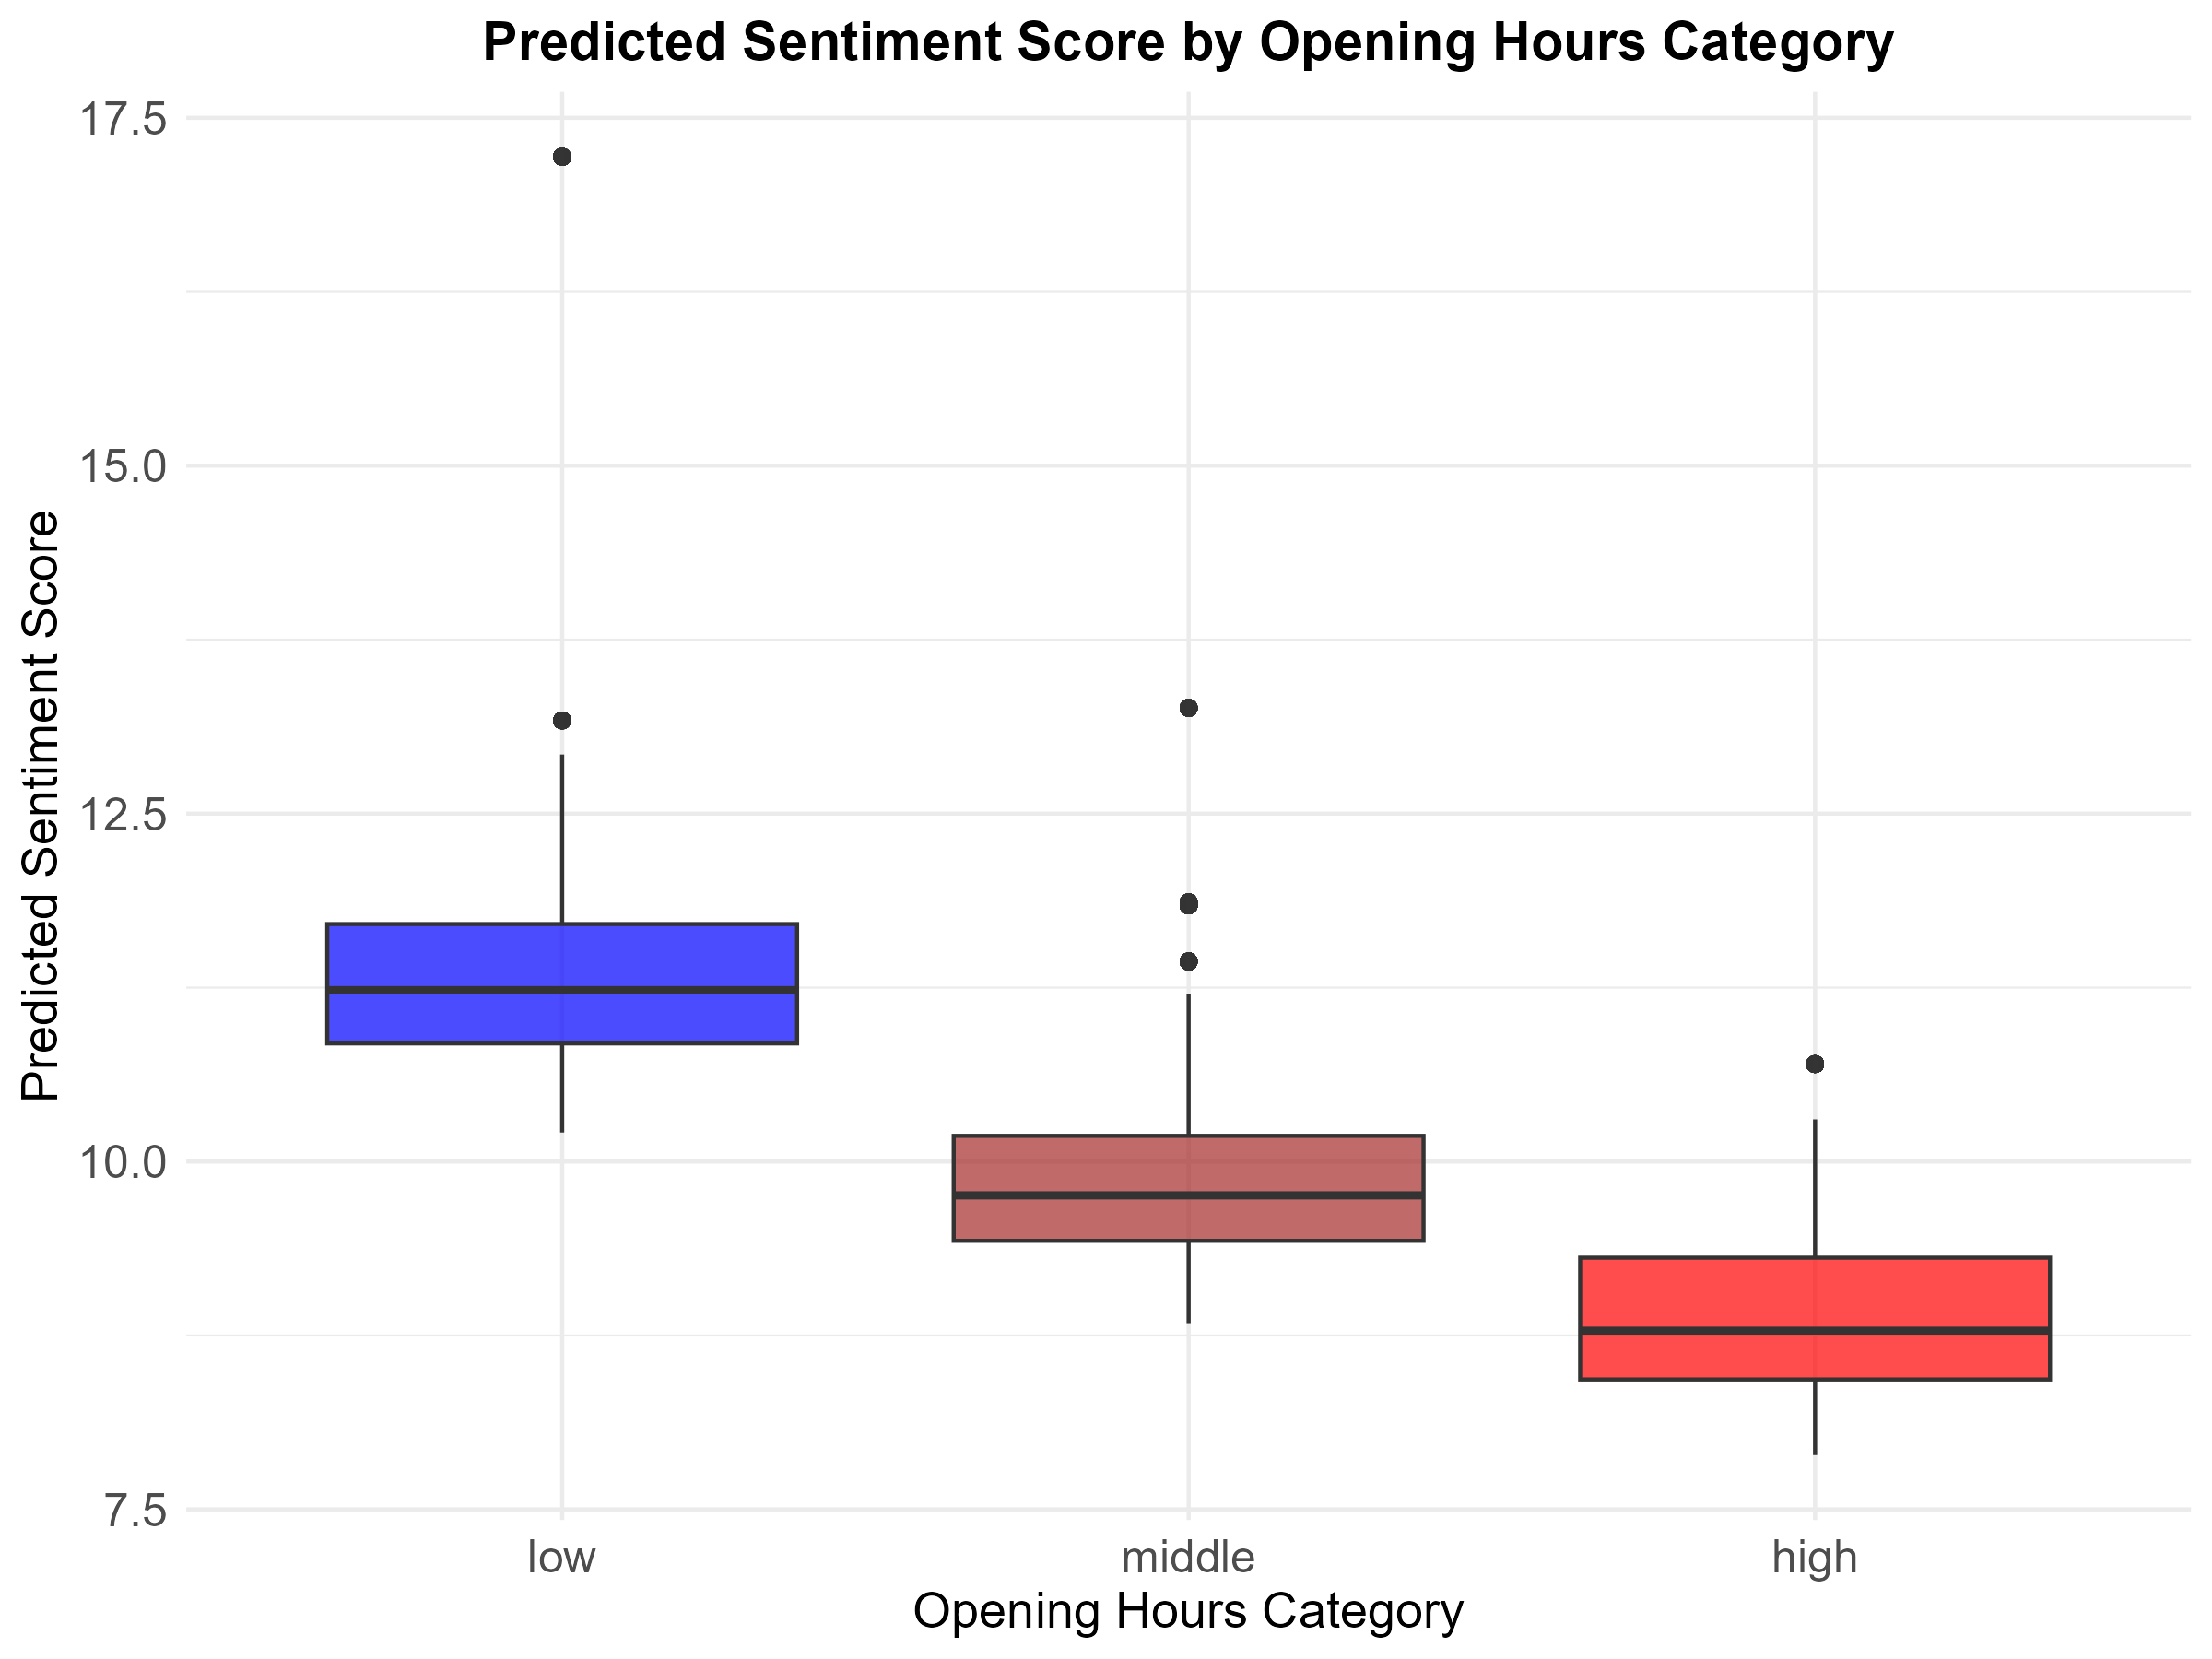 Predicted Sentiment Score by Opening Hours Category
Predicted Sentiment Score
17.5
15.0
12.5
10.0
7.5
low
middle
high
Opening Hours Category